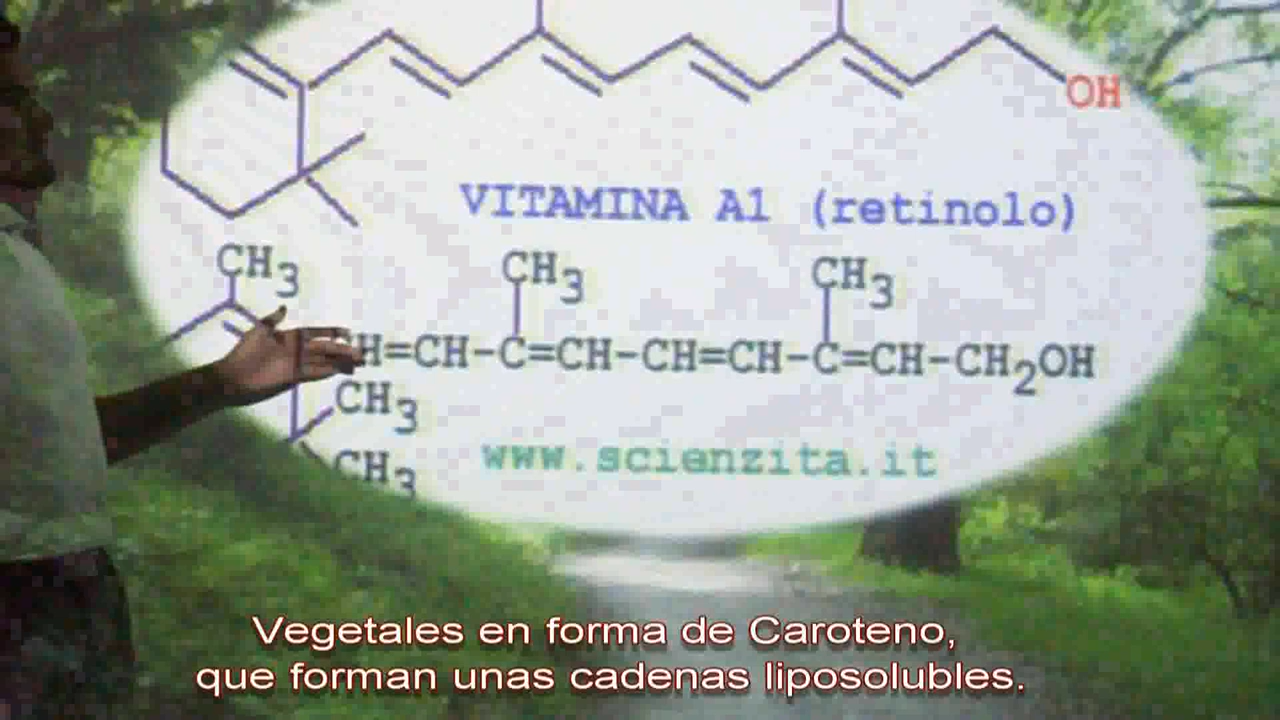 OH
VITAMINA A1 (retinolo)
CH3 CH3 CH3
CH=CH-C=CH-CH=CH-C=CH-CH2OH
CH3
CH3
www.scienzita.it
Vegetales en forma de Caroteno,
que forman unas cadenas liposolubles.